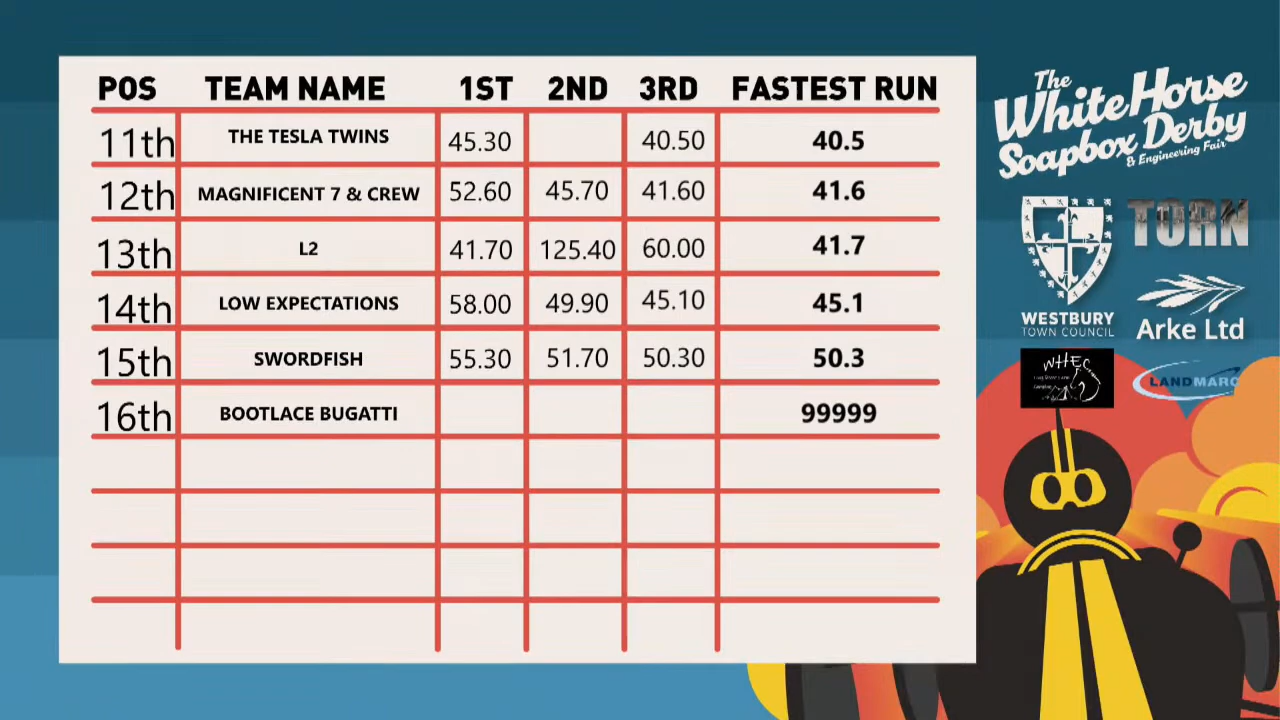 POS TEAM NAME 1ST 2ND 3RD FASTEST RUN
11th THE TESLA TWINS 45.30 40.50 40.5
12th MAGNIFICENT 7 & CREW 52.60 45.70 41.60 41.6
13th L2 41.70 125.40 60.00 41.7
14th LOW EXPECTATIONS 58.00 49.90 45.10 45.1
15th SWORDFISH 55.30 51.70 50.30 50.3
16th BOOTLACE BUGATTI 99999
The
White Horse
Soapbox Derby
& Engineering Fair
TORN
WESTBURY
TOWN COUNCIL
Arke Ltd
WHEC
LANDMARC